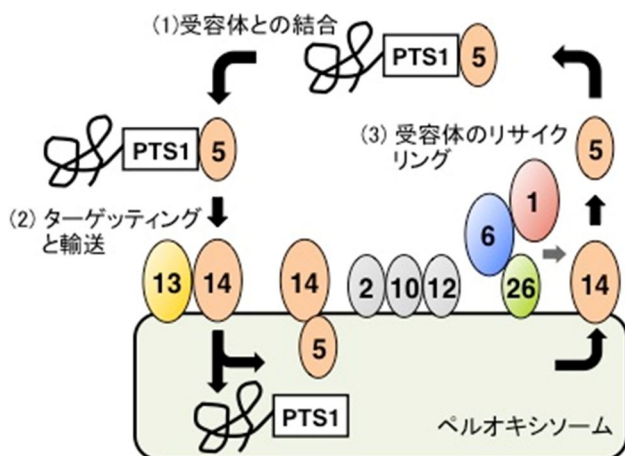 (1)受容体との結合
PTS1 5
PTS1 5
(3) 受容体のリサイク
リング
5
(2) ターゲッティング
と輸送
1
6
13 14
14
2 10 12
26
14
5
PTS1
ペルオキシソーム